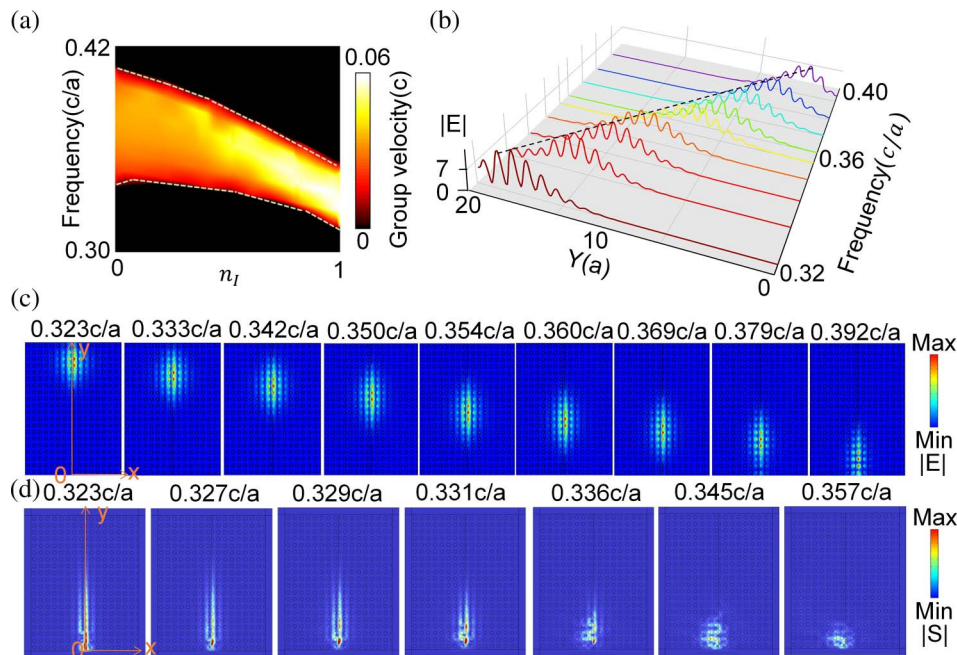 (a)
0.42
Frequency(c/a)
0.30
0
n_I
1
0.06
0
Group velocity(c)
(b)
|E|
7
0
20
10
0
Y(a)
0.40
0.36
0.32
Frequency(c/a)
(c)
0.323c/a 0.333c/a 0.342c/a 0.350c/a 0.354c/a 0.360c/a 0.369c/a 0.379c/a 0.392c/a
y
0
x
Max
Min
|E|
(d)
0.323c/a 0.327c/a 0.329c/a 0.331c/a 0.336c/a 0.345c/a 0.357c/a
y
0
x
Max
Min
|S|